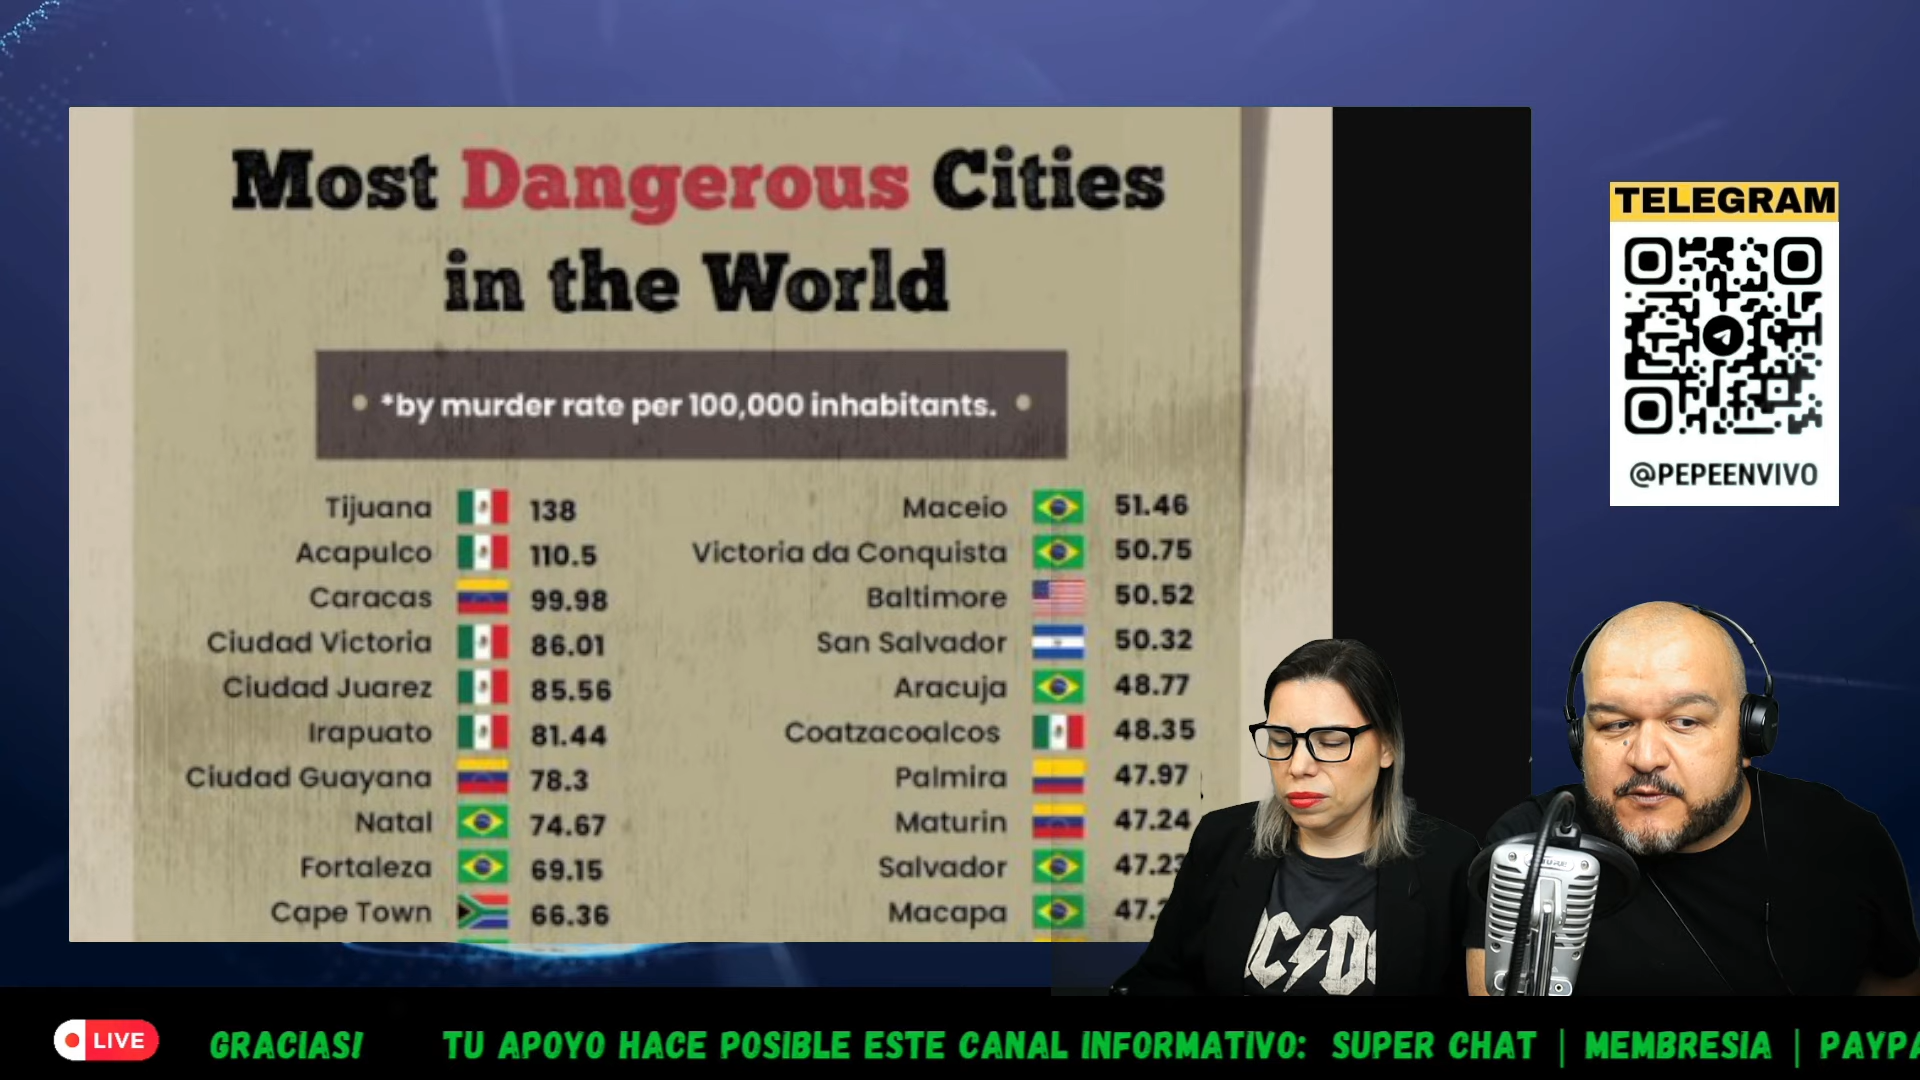 Most Dangerous Cities
in the World
*by murder rate per 100,000 inhabitants.
Tijuana 138
Acapulco 110.5
Caracas 99.98
Ciudad Victoria 86.01
Ciudad Juarez 85.56
Irapuato 81.44
Ciudad Guayana 78.3
Natal 74.67
Fortaleza 69.15
Cape Town 66.36
Maceio 51.46
Victoria da Conquista 50.75
Baltimore 50.52
San Salvador 50.32
Aracuja 48.77
Coatzacoalcos 48.35
Palmira 47.97
Maturin 47.24
Salvador 47.23
Macapa
TELEGRAM
@PEPEENVIVO
LIVE
GRACIAS! TU APOYO HACE POSIBLE ESTE CANAL INFORMATIVO: SUPER CHAT | MEMBRESIA |